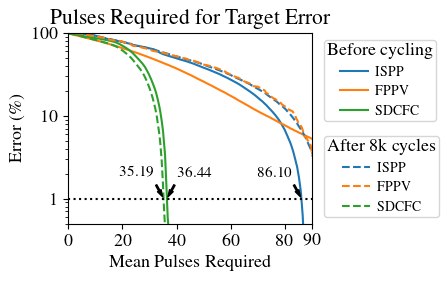 Pulses Required for Target Error
Error (%)
100
10
1
35.19
36.44
86.10
0
20
40
60
80
90
Mean Pulses Required
Before cycling
ISPP
FPPV
SDCFC
After 8k cycles
ISPP
FPPV
SDCFC